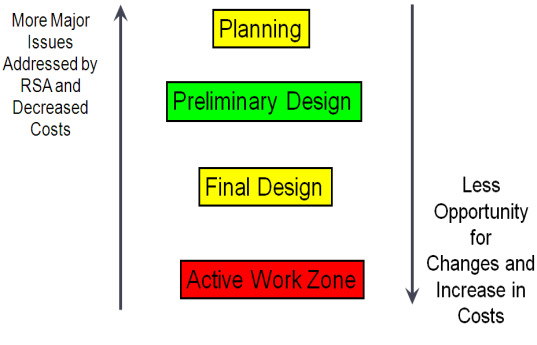 More Major
Issues
Addressed by
RSA and
Decreased
Costs
Planning
Preliminary Design
Final Design
Active Work Zone
Less
Opportunity
for
Changes and
Increase in
Costs